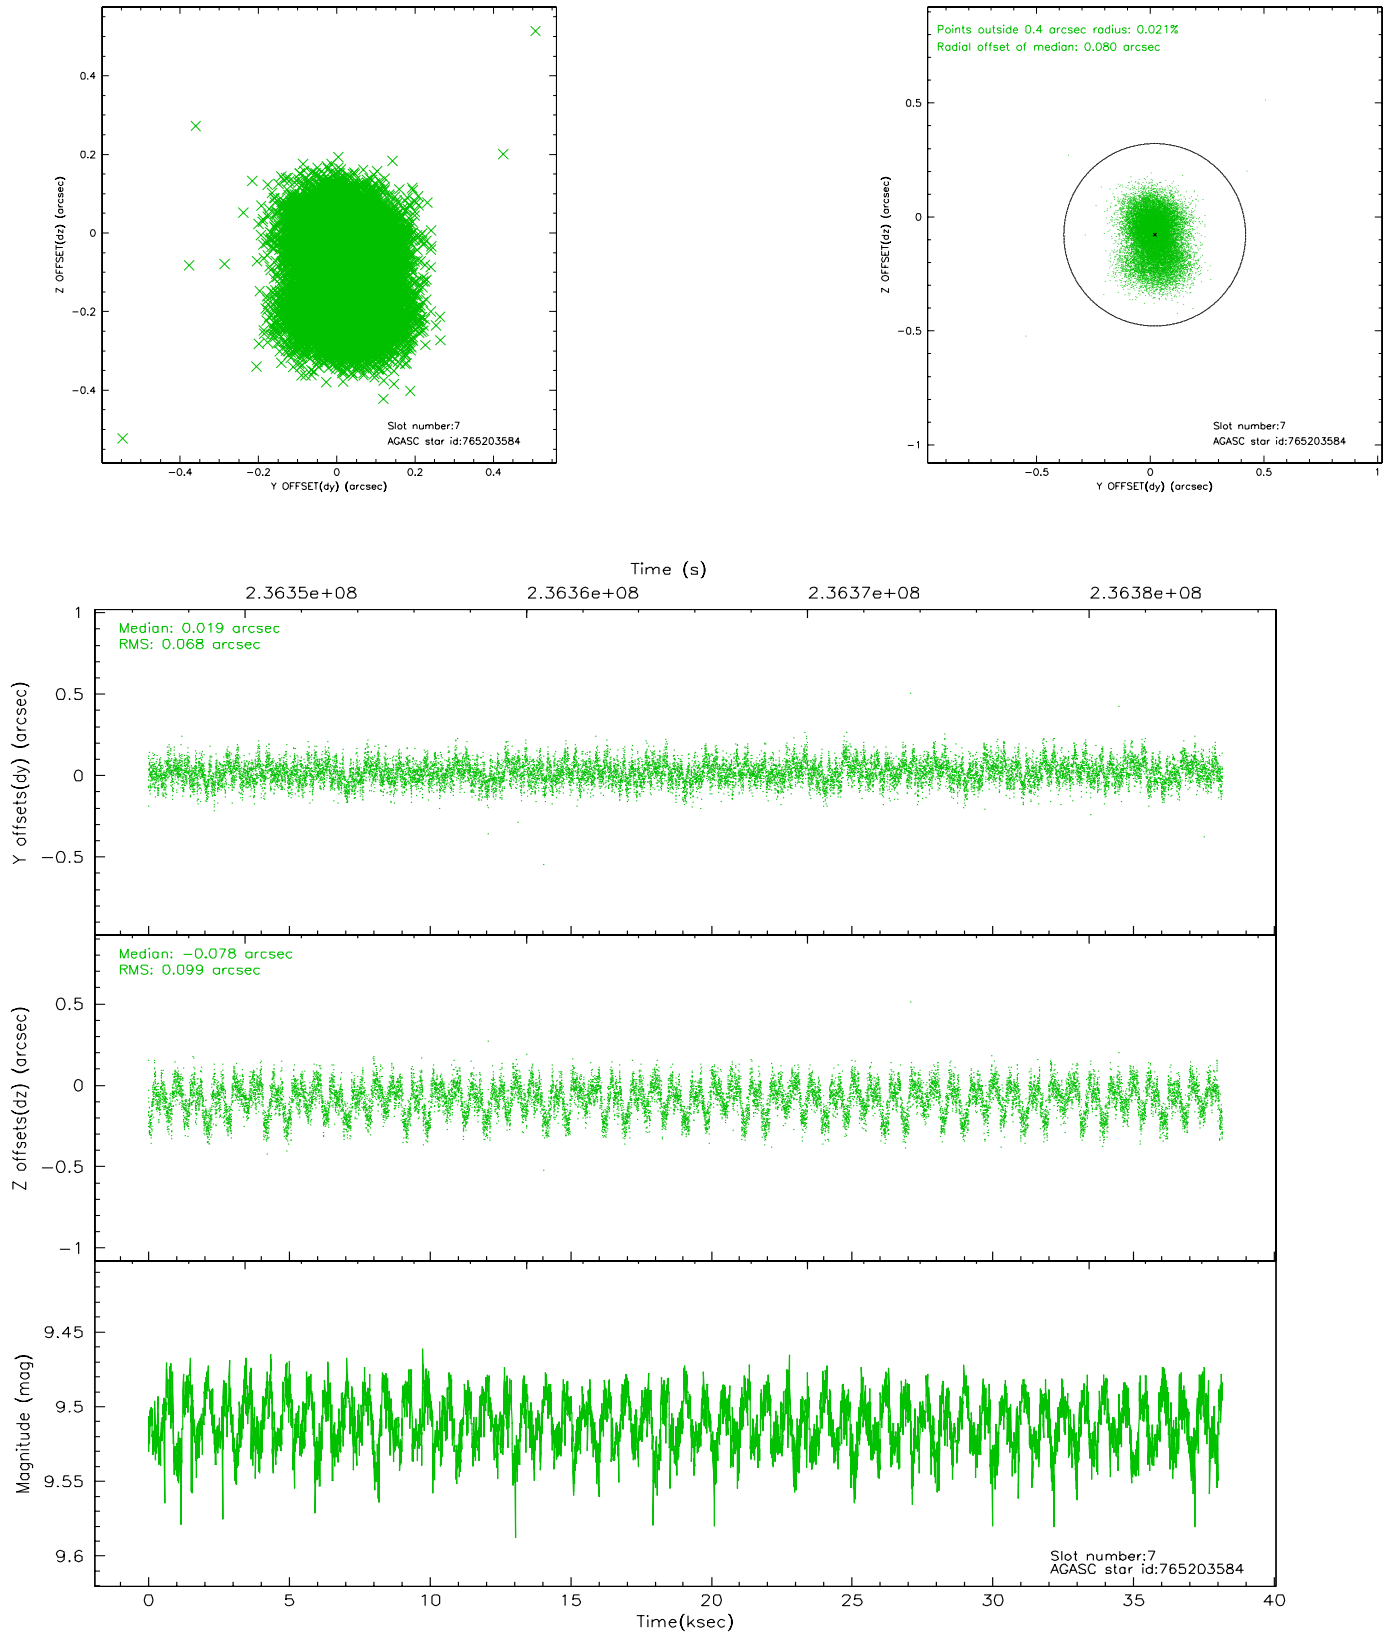 0.4
0.2
0
−0.2
−0.4
Z OFFSET(dz) (arcsec)
Slot number:7
AGASC star id:765203584
−0.4
−0.2
0
0.2
0.4
Y OFFSET(dy) (arcsec)
Points outside 0.4 arcsec radius: 0.021%
Radial offset of median: 0.080 arcsec
0.5
0
−0.5
−1
Z OFFSET(dz) (arcsec)
Slot number:7
AGASC star id:765203584
−0.5
0
0.5
1
Y OFFSET(dy) (arcsec)
Time (s)
2.3635e+08
2.3636e+08
2.3637e+08
2.3638e+08
Median: 0.019 arcsec
RMS: 0.068 arcsec
1
0.5
0
−0.5
Y offsets(dy) (arcsec)
Median: −0.078 arcsec
RMS: 0.099 arcsec
0.5
0
−0.5
−1
Z offsets(dz) (arcsec)
9.45
9.5
9.55
9.6
Magnitude (mag)
Slot number:7
AGASC star id:765203584
0
5
10
15
20
25
30
35
40
Time(ksec)